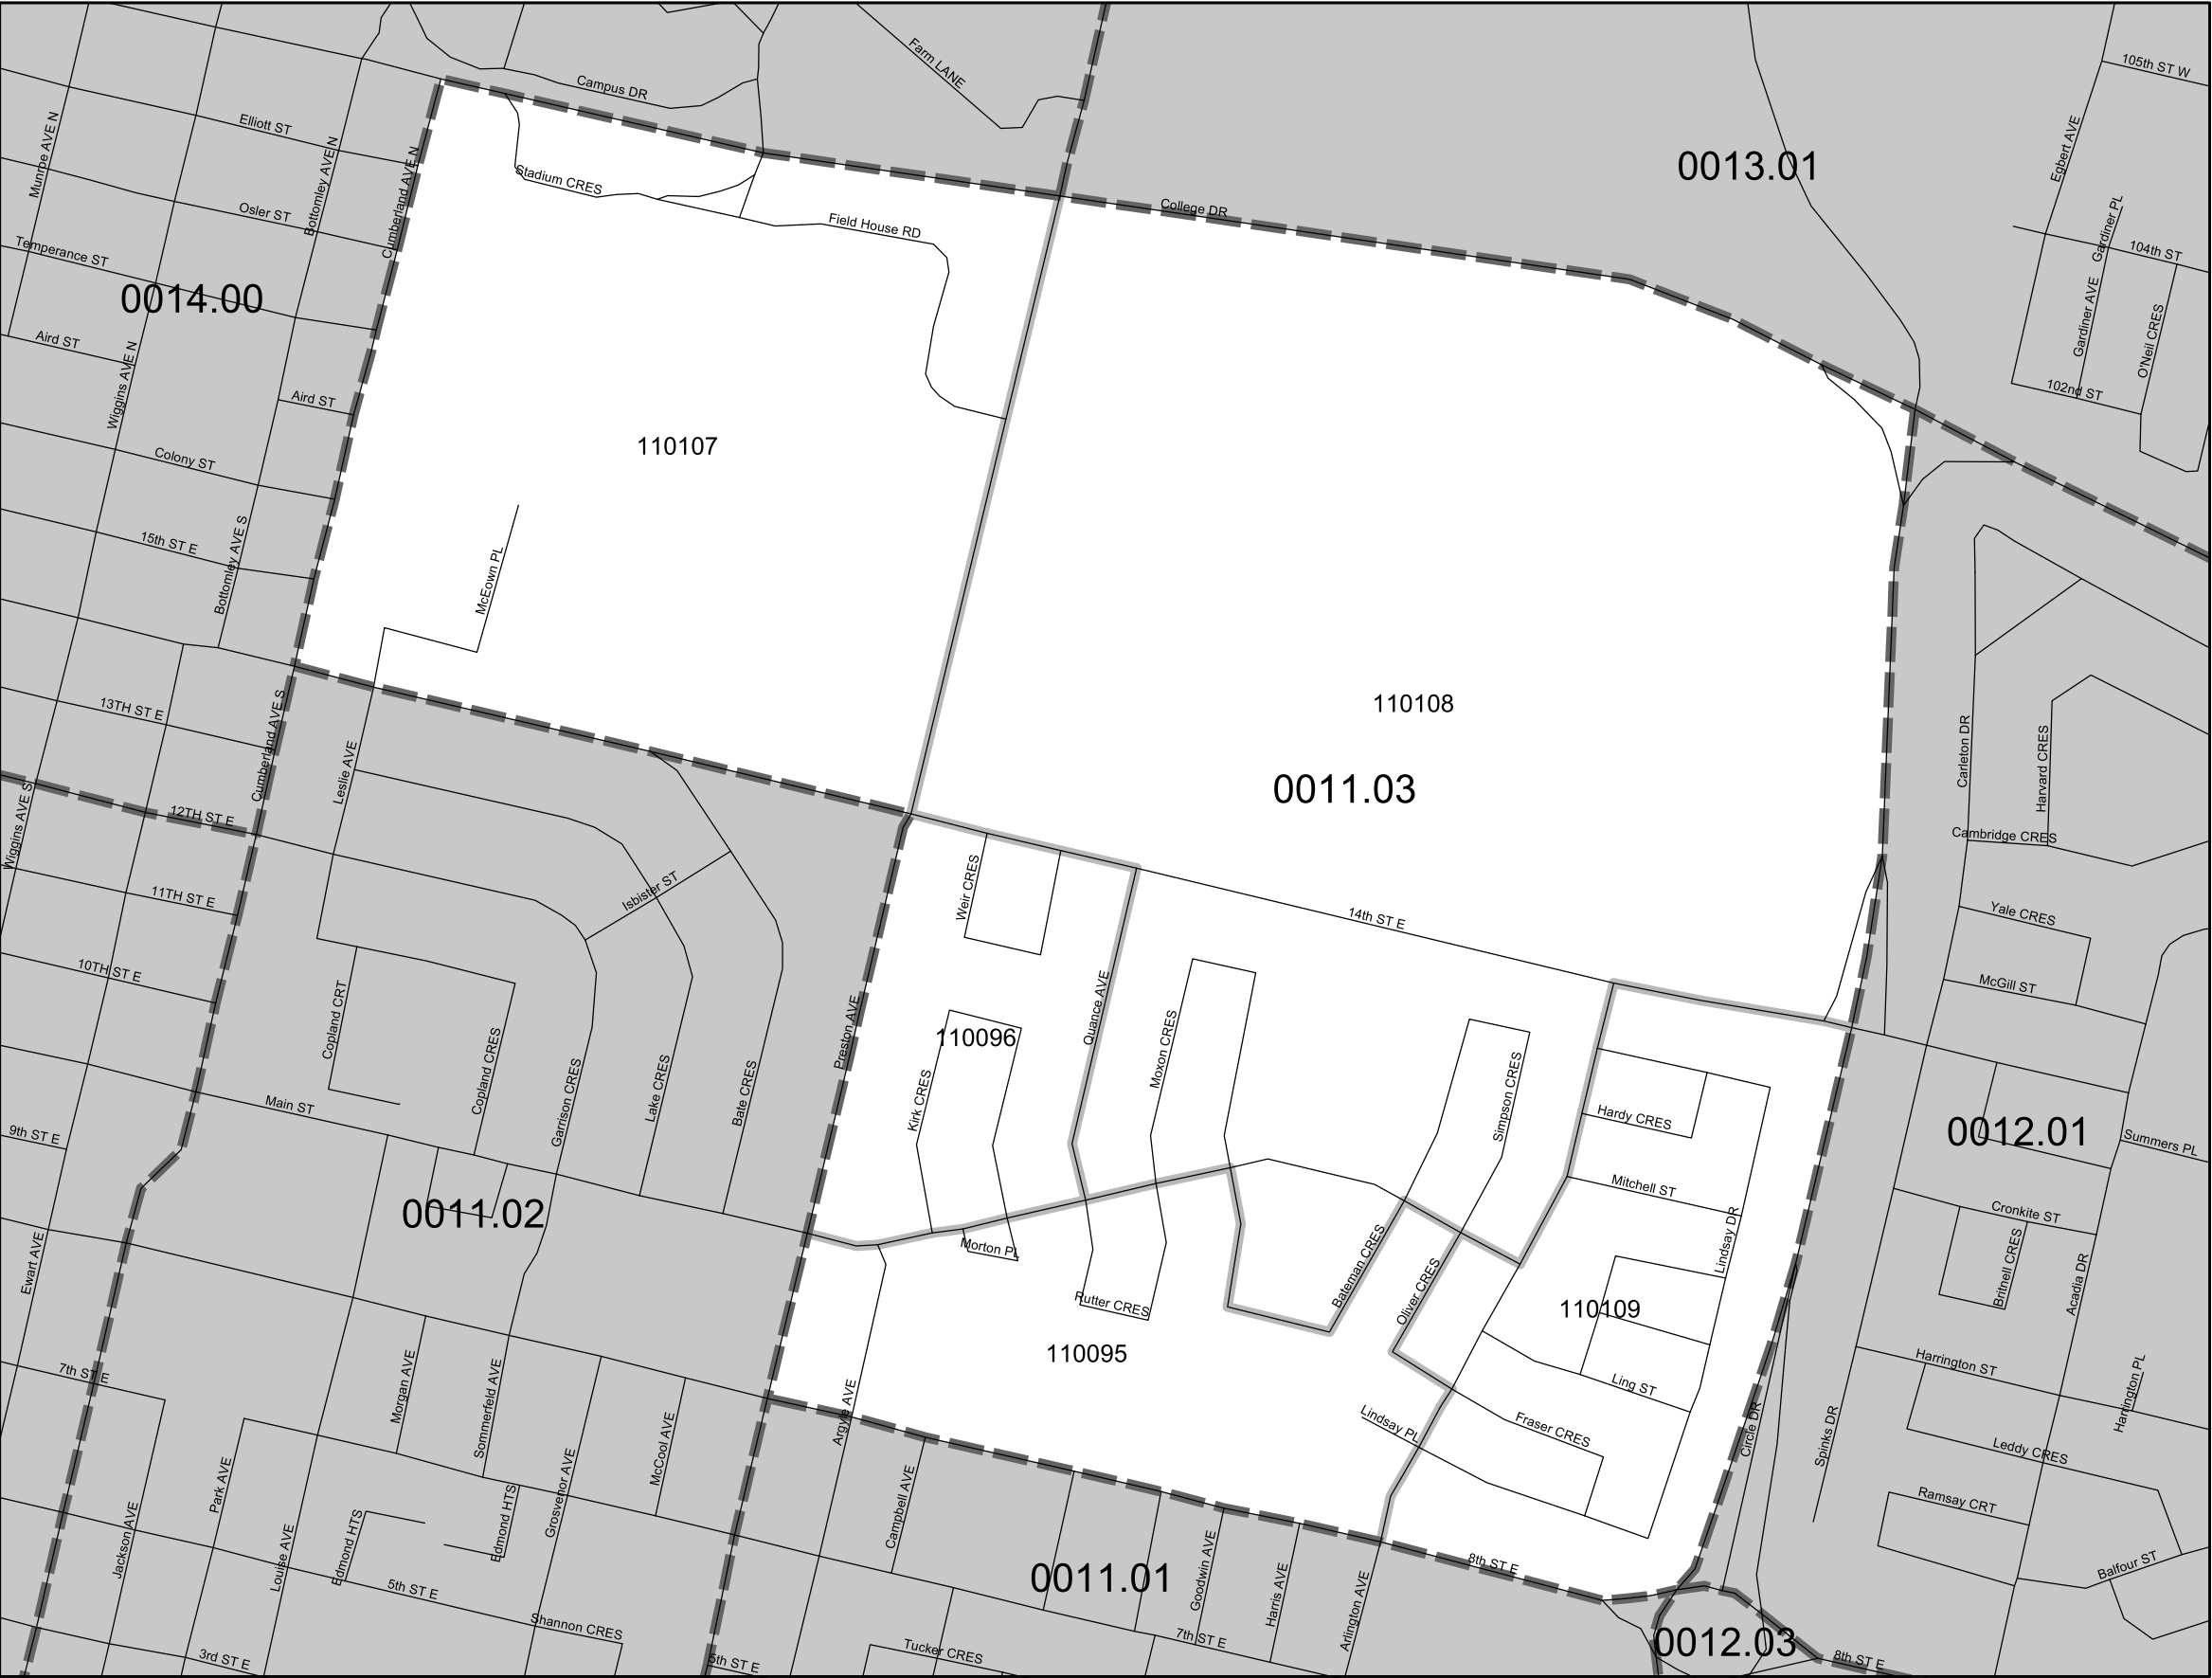 105th ST W
Farm LANE
Campus DR
Elliott ST
Munroe AVE N
Bottomley AVE N
Cumberland AVE N
Egbert AVE
0013.01
Stadium CRES
Osler ST
College DR
Gardiner PL
Field House RD
104th ST
Temperance ST
0014.00
Gardiner AVE
O'Neil CRES
Aird ST
Wiggins AVE N
102nd ST
Aird ST
110107
Colony ST
15th ST E
Bottomley AVE S
McEown PL
110108
13TH ST E
Cumberland AVE S
Leslie AVE
Carleton DR
Harvard CRES
0011.03
12TH ST E
Wiggins AVE S
Cambridge CRES
Weir CRES
Isbister ST
11TH ST E
14th ST E
Yale CRES
10TH ST E
McGill ST
Copland CRT
Preston AVE
Quance AVE
Moxon CRES
110096
Copland CRES
Garrison CRES
Lake CRES
Bate CRES
Kirk CRES
Simpson CRES
Main ST
Hardy CRES
9th ST E
0012.01
Summers PL
Mitchell ST
0011.02
Cronkite ST
Lindsay DR
Morton PL
Ewart AVE
Bateman CRES
Oliver CRES
Britnell CRES
Acadia DR
Rutter CRES
110109
110095
7th ST E
Harrington ST
Morgan AVE
Sommerfeld AVE
Argyle AVE
Ling ST
Harrington PL
Lindsay PL
Fraser CRES
Circle DR
Spinks DR
McCool AVE
Leddy CRES
Park AVE
Grosvenor AVE
Campbell AVE
Ramsay CRT
Jackson AVE
Louise AVE
Edmond HTS
Edmond HTS
Goodwin AVE
Harris AVE
8th ST E
0011.01
Balfour ST
5th ST E
Arlington AVE
Shannon CRES
7th ST E
0012.03
Tucker CRES
3rd ST E
5th ST E
8th ST E